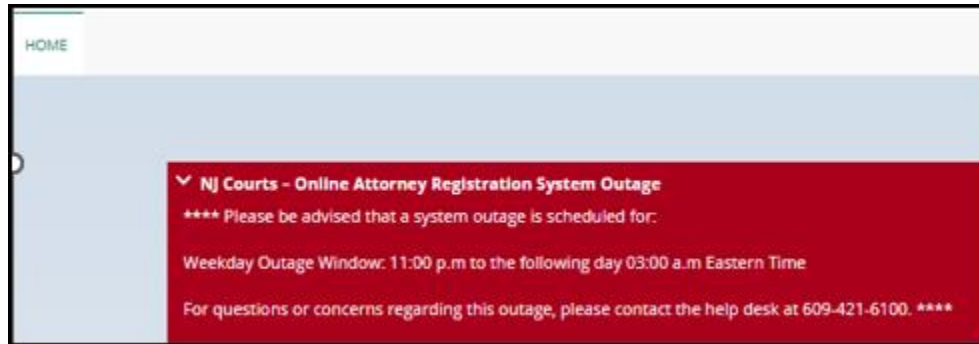 HOME
NJ Courts – Online Attorney Registration System Outage
**** Please be advised that a system outage is scheduled for:
Weekday Outage Window: 11:00 p.m to the following day 03:00 a.m Eastern Time
For questions or concerns regarding this outage, please contact the help desk at 609-421-6100. ****